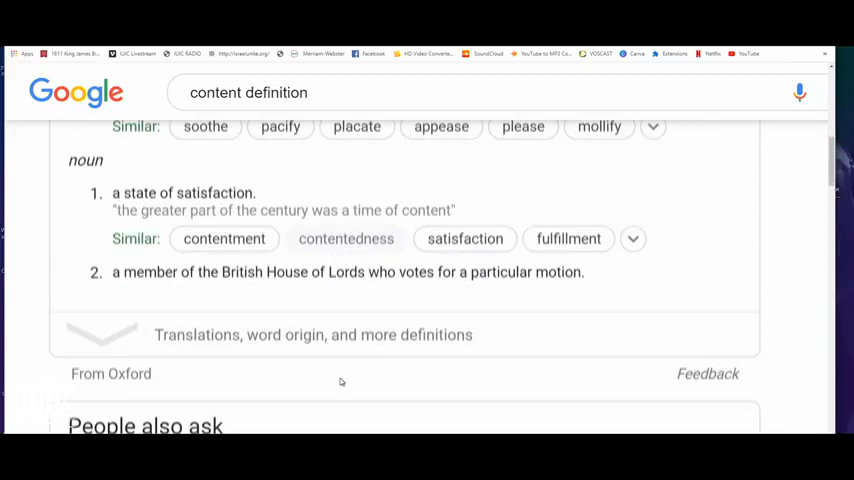 Apps 1611 King James Bi... IUIC Livestream IUIC RADIO http://israelunite.org/ Merriam-Webster Facebook HD Video Converte... SoundCloud YouTube to MP3 Co... VOSCAST Canva Extensions Netflix YouTube »
Google content definition
Similar: soothe pacify placate appease please mollify
noun
1. a state of satisfaction.
"the greater part of the century was a time of content"
Similar: contentment contentedness satisfaction fulfillment
2. a member of the British House of Lords who votes for a particular motion.
Translations, word origin, and more definitions
From Oxford Feedback
People also ask